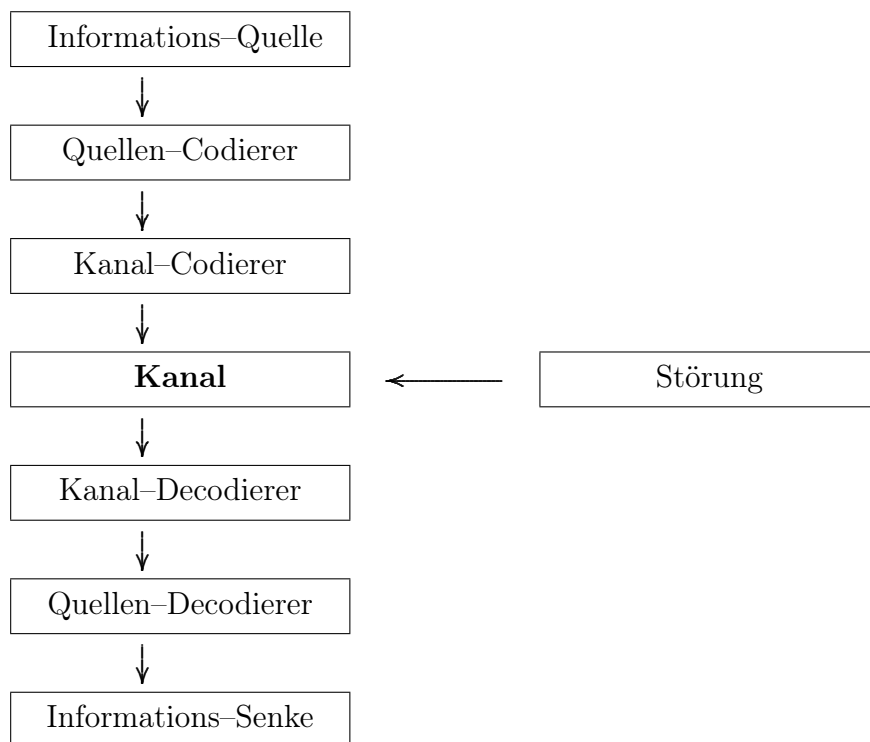 Informations–Quelle
Quellen–Codierer
Kanal–Codierer
Kanal
Störung
Kanal–Decodierer
Quellen–Decodierer
Informations–Senke